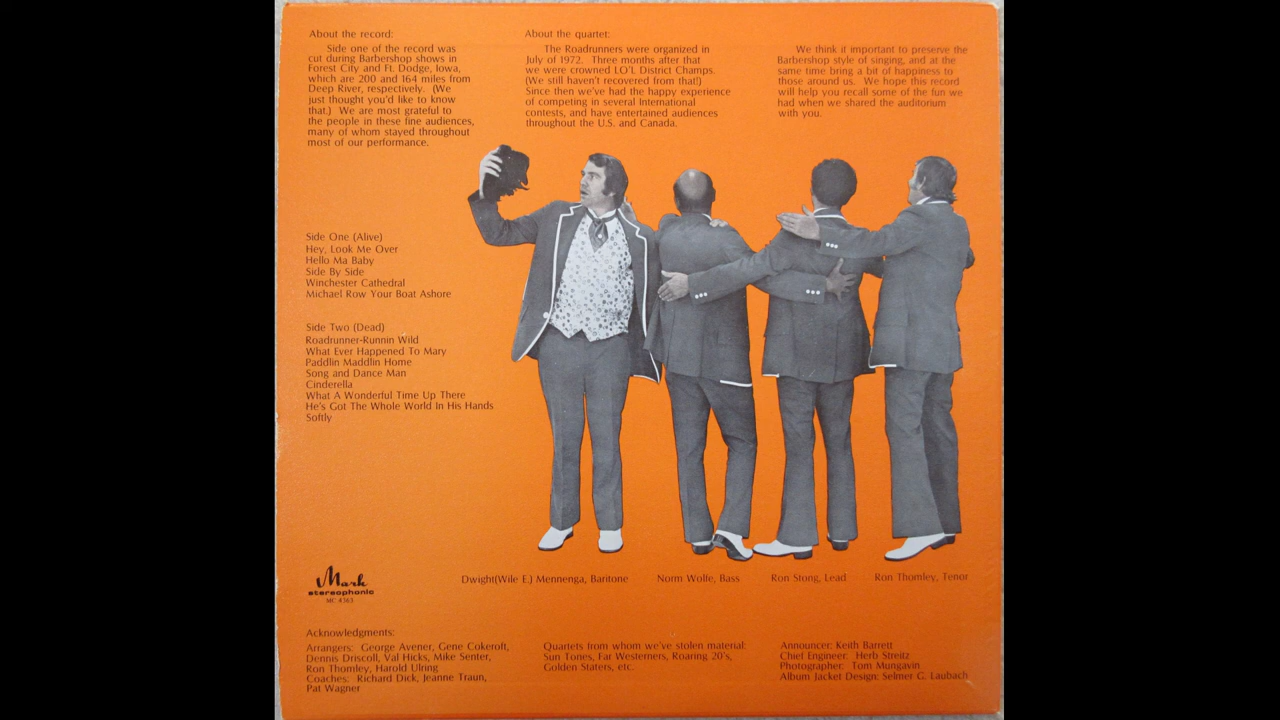 About the record:
Side one of the record was
cut during Barbershop shows in
Forest City and Ft. Dodge, Iowa,
which are 200 and 164 miles from
Deep River, respectively. (We
just thought you'd like to know
that.) We are most grateful to
the people in these fine audiences,
many of whom stayed throughout
most of our performance.
About the quartet:
The Roadrunners were organized in
July of 1972. Three months after that
we were crowned LO'L District Champs.
(We still haven't recovered from that!)
Since then we've had the happy experience
of competing in several International
contests, and have entertained audiences
throughout the U.S. and Canada.
We think it important to preserve the
Barbershop style of singing, and at the
same time bring a bit of happiness to
those around us. We hope this record
will help you recall some of the fun we
had when we shared the auditorium
with you.
Side One (Alive)
Hey, Look Me Over
Hello Ma Baby
Side By Side
Winchester Cathedral
Michael Row Your Boat Ashore
Side Two (Dead)
Roadrunner-Runnin Wild
What Ever Happened To Mary
Paddlin Maddlin Home
Song and Dance Man
Cinderella
What A Wonderful Time Up There
He's Got The Whole World In His Hands
Softly
Dwight(Wile E.) Mennenga, Baritone
Norm Wolfe, Bass
Ron Stong, Lead
Ron Thomley, Tenor
Mark
stereophonic
MC 4363
Acknowledgments:
Arrangers: George Avener, Gene Cokeroft,
Dennis Driscoll, Val Hicks, Mike Senter,
Ron Thomley, Harold Ulring
Coaches: Richard Dick, Jeanne Traun,
Pat Wagner
Quartets from whom we've stolen material:
Sun Tones, Far Westerners, Roaring 20's,
Golden Staters, etc.
Announcer: Keith Barrett
Chief Engineer: Herb Streitz
Photographer: Tom Mungavin
Album Jacket Design: Selmer G. Laubach